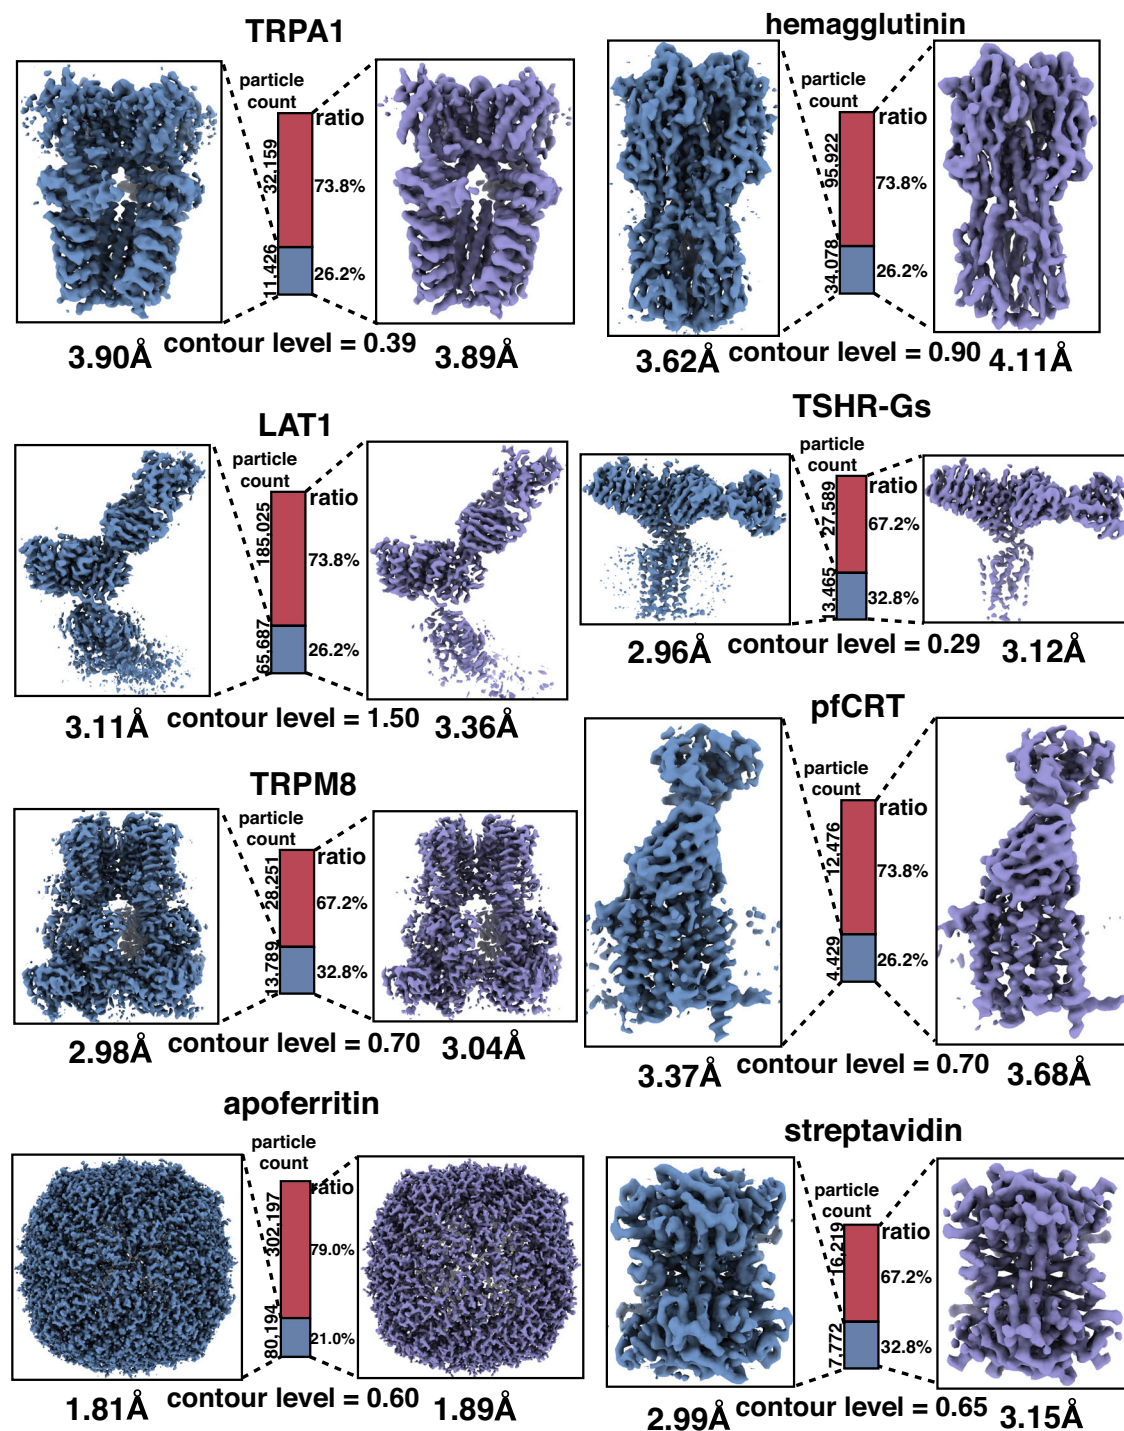 TRPA1
particle
count
ratio
32,159
73.8%
11,426
26.2%
3.90Å
contour level = 0.39
3.89Å
hemagglutinin
particle
count
ratio
95,922
73.8%
34,078
26.2%
3.62Å
contour level = 0.90
4.11Å
LAT1
particle
count
ratio
185,025
73.8%
65,687
26.2%
3.11Å
contour level = 1.50
3.36Å
TSHR-Gs
particle
count
ratio
27,589
67.2%
13,465
32.8%
2.96Å
contour level = 0.29
3.12Å
TRPM8
particle
count
ratio
28,251
67.2%
13,789
32.8%
2.98Å
contour level = 0.70
3.04Å
pfCRT
particle
count
ratio
12,476
73.8%
4,429
26.2%
3.37Å
contour level = 0.70
3.68Å
apoferritin
particle
count
ratio
302,197
79.0%
80,194
21.0%
1.81Å
contour level = 0.60
1.89Å
streptavidin
particle
count
ratio
16,219
67.2%
7,772
32.8%
2.99Å
contour level = 0.65
3.15Å